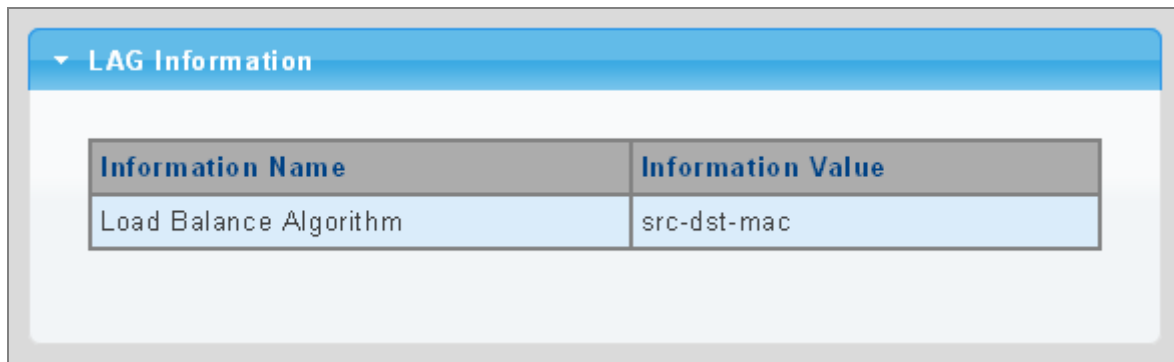 LAG Information
Information Name Information Value
Load Balance Algorithm src-dst-mac